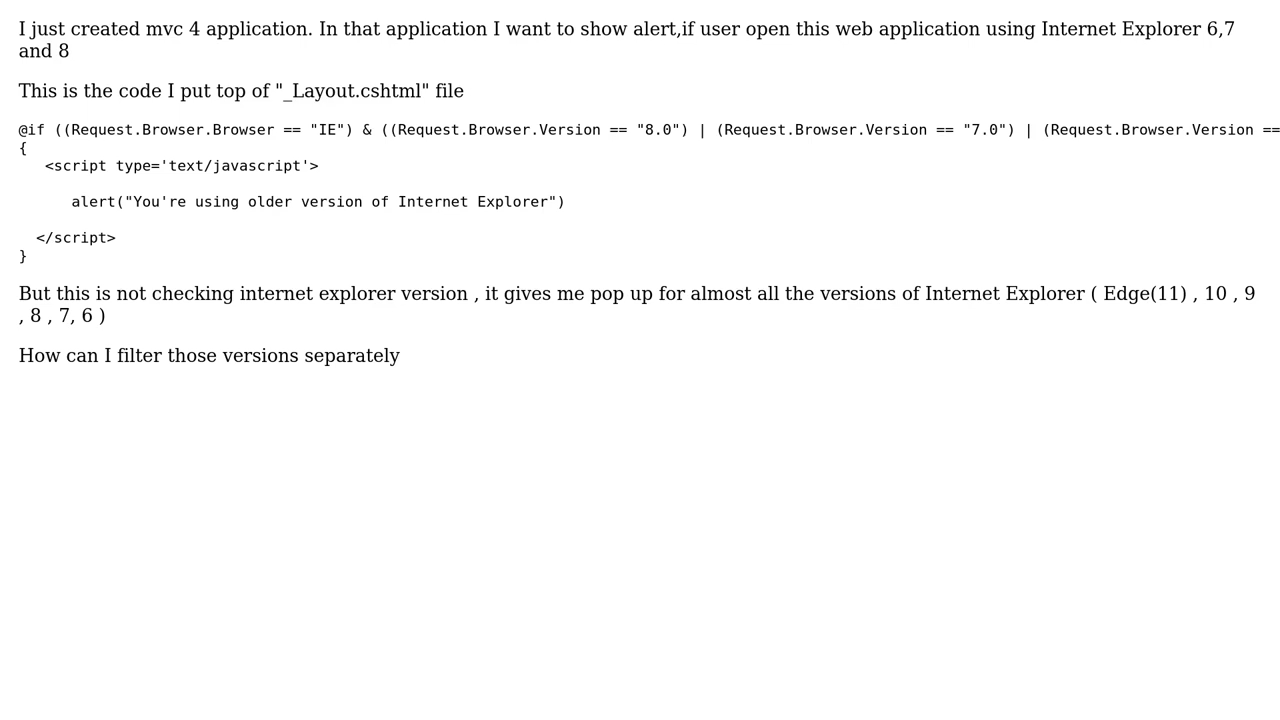 I just created mvc 4 application. In that application I want to show alert,if user open this web application using Internet Explorer 6,7
and 8
This is the code I put top of "_Layout.cshtml" file
@if ((Request.Browser.Browser == "IE") & ((Request.Browser.Version == "8.0") | (Request.Browser.Version == "7.0") | (Request.Browser.Version ==
{
<script type='text/javascript'>
alert("You're using older version of Internet Explorer")
</script>
}
But this is not checking internet explorer version , it gives me pop up for almost all the versions of Internet Explorer ( Edge(11) , 10 , 9
, 8 , 7, 6 )
How can I filter those versions separately